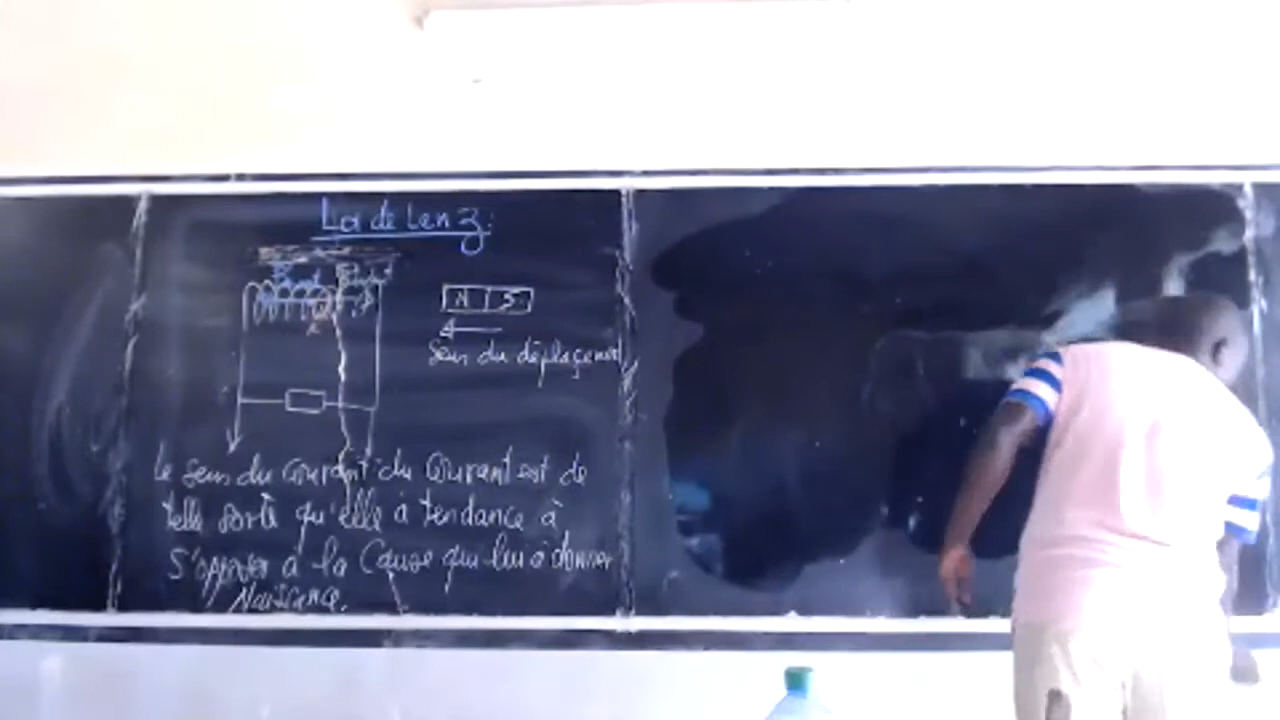 Loi de Lenz:
N S
Sens du déplaçement
Le sens du Courant du Courant est de
telle sorte qu'elle à tendance à
S'opposer à la Cause qui lui à donner
Naissance.